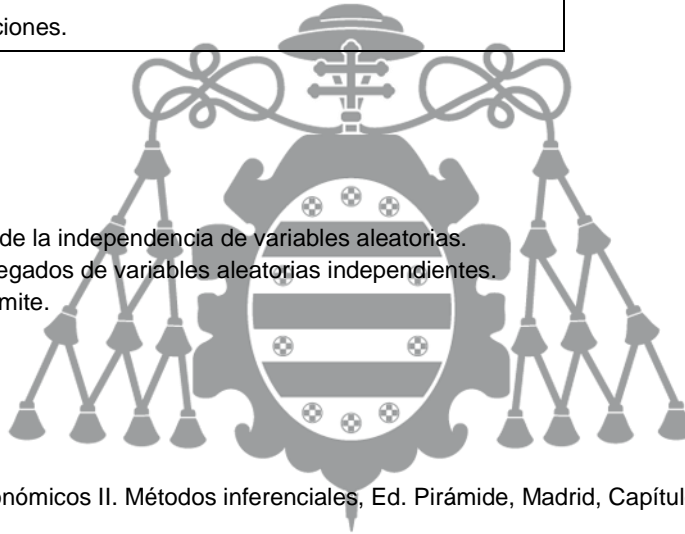 ciones.
de la independencia de variables aleatorias.
egados de variables aleatorias independientes.
mite.
onómicos II. Métodos inferenciales, Ed. Pirámide, Madrid, Capítul